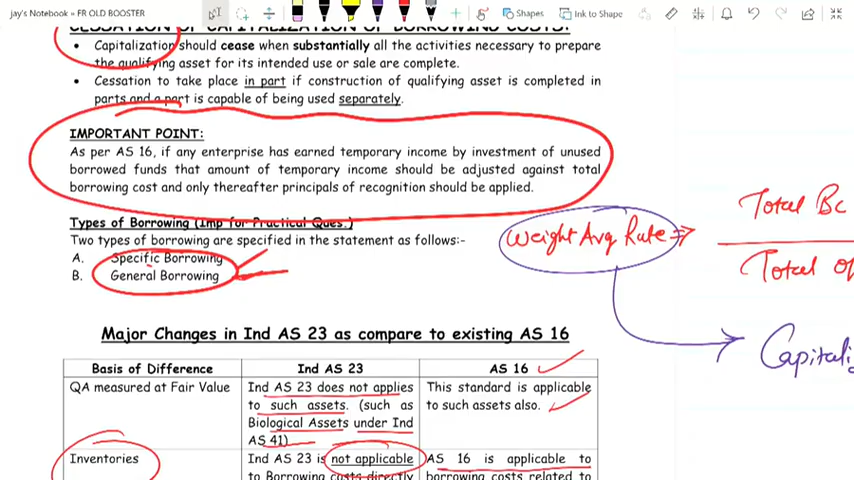 jay's Notebook » FR OLD BOOSTER
Shapes
Ink to Shape
CESSATION OF CAPITALIZATION OF BORROWING COSTS:
• Capitalization should cease when substantially all the activities necessary to prepare
the qualifying asset for its intended use or sale are complete.
• Cessation to take place in part if construction of qualifying asset is completed in
parts and a part is capable of being used separately.
IMPORTANT POINT:
As per AS 16, if any enterprise has earned temporary income by investment of unused
borrowed funds that amount of temporary income should be adjusted against total
borrowing cost and only thereafter principals of recognition should be applied.
Types of Borrowing (Imp for Practical Ques.)
Two types of borrowing are specified in the statement as follows:-
A. Specific Borrowing
B. General Borrowing
Weight Avg Rate ⇒
Total Bc
Total
Major Changes in Ind AS 23 as compare to existing AS 16
Basis of Difference Ind AS 23 AS 16
QA measured at Fair Value Ind AS 23 does not applies This standard is applicable
to such assets. (such as to such assets also.
Biological Assets under Ind
AS 41)
Inventories Ind AS 23 is not applicable AS 16 is applicable to
to Borrowing costs directly borrowing costs related to